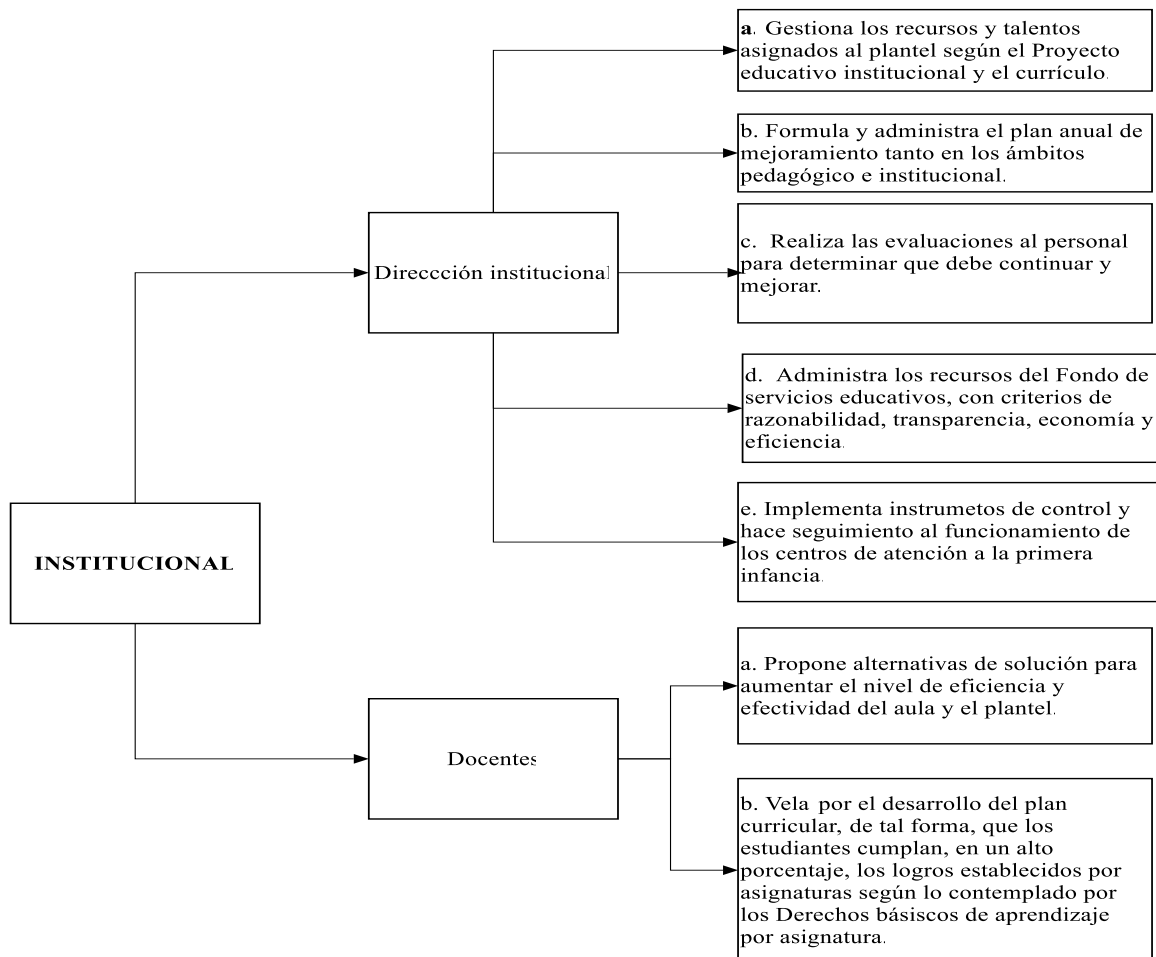 a. Gestiona los recursos y talentos
asignados al plantel según el Proyecto
educativo institucional y el currículo.
b. Formula y administra el plan anual de
mejoramiento tanto en los ámbitos
pedagógico e institucional.
Direccción institucional
c. Realiza las evaluaciones al personal
para determinar que debe continuar y
mejorar.
d. Administra los recursos del Fondo de
servicios educativos, con criterios de
razonabilidad, transparencia, economía y
eficiencia.
INSTITUCIONAL
e. Implementa instrumetos de control y
hace seguimiento al funcionamiento de
los centros de atención a la primera
infancia.
Docentes
a. Propone alternativas de solución para
aumentar el nivel de eficiencia y
efectividad del aula y el plantel.
b. Vela por el desarrollo del plan
curricular, de tal forma, que los
estudiantes cumplan, en un alto
porcentaje, los logros establecidos por
asignaturas según lo contemplado por
los Derechos básiscos de aprendizaje
por asignatura.